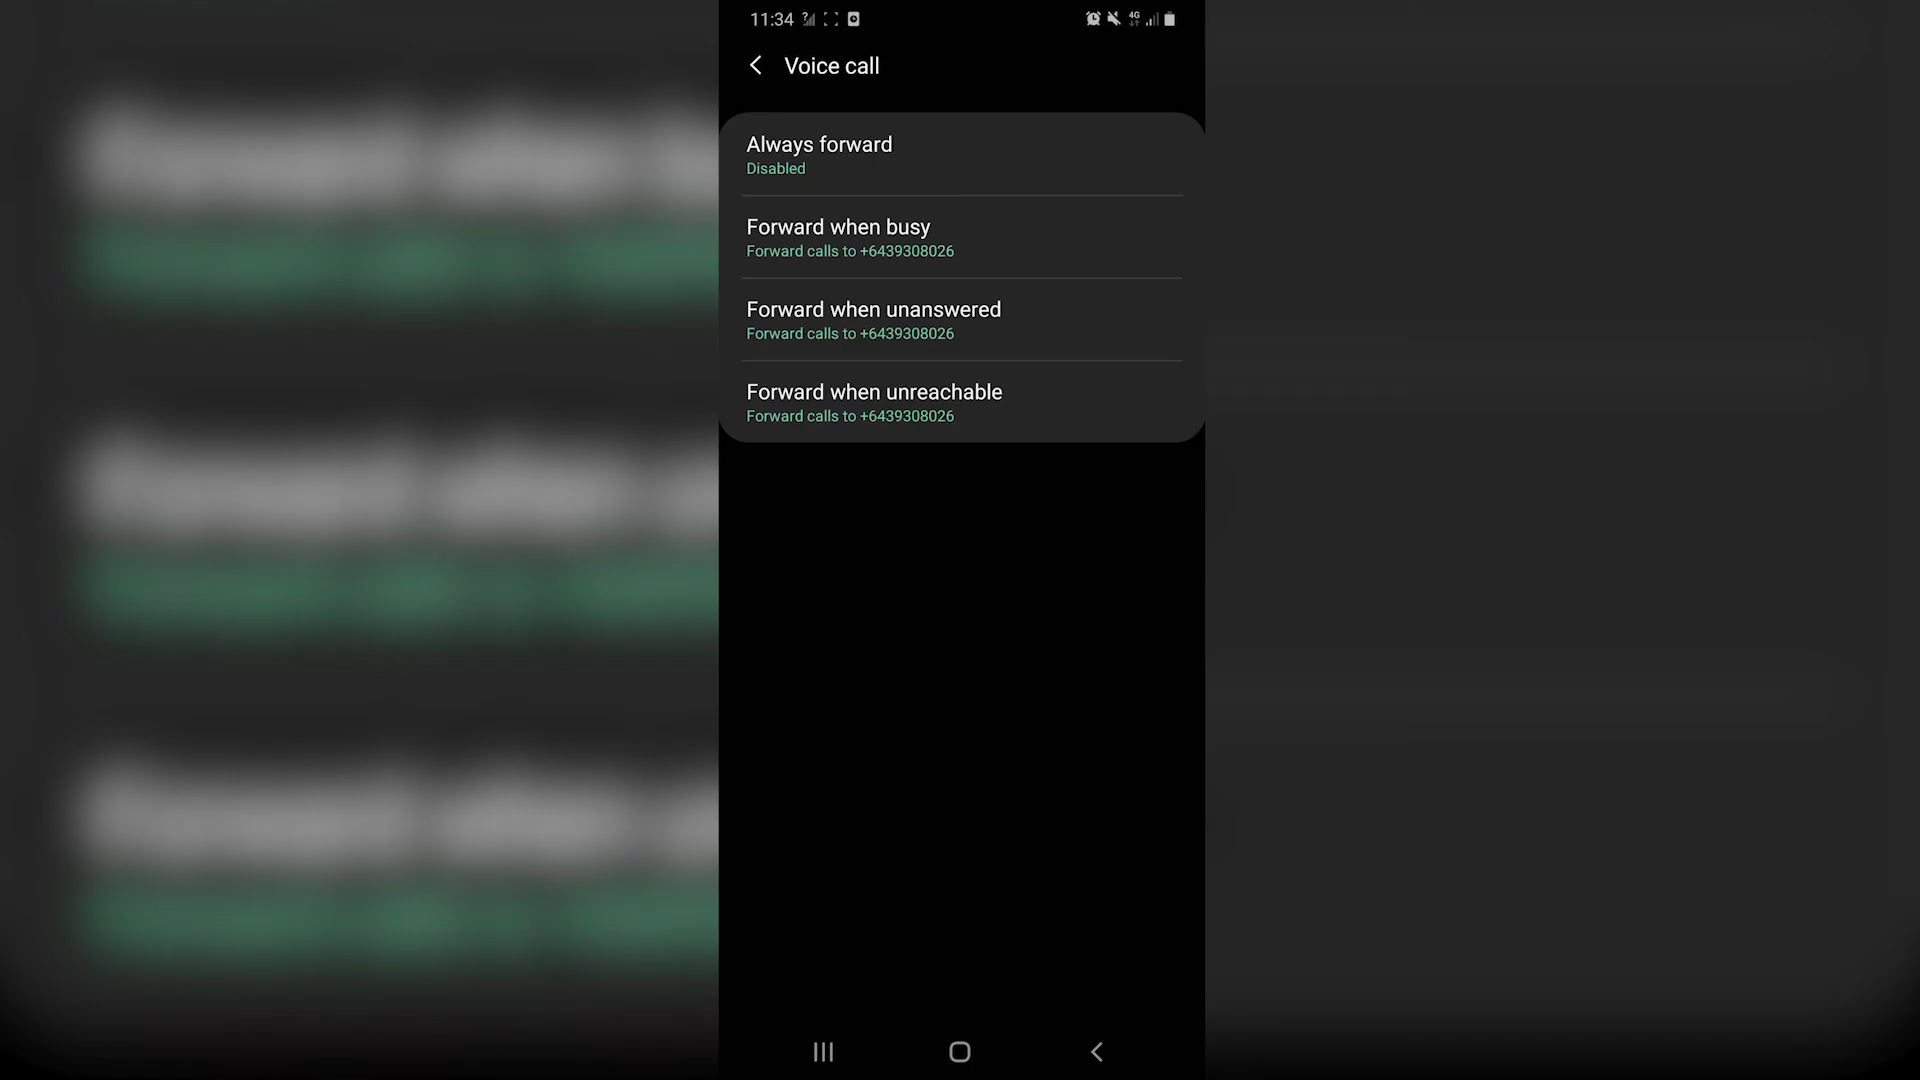 11:34
4G
Voice call
Always forward
Disabled
Forward when busy
Forward calls to +6439308026
Forward when unanswered
Forward calls to +6439308026
Forward when unreachable
Forward calls to +6439308026